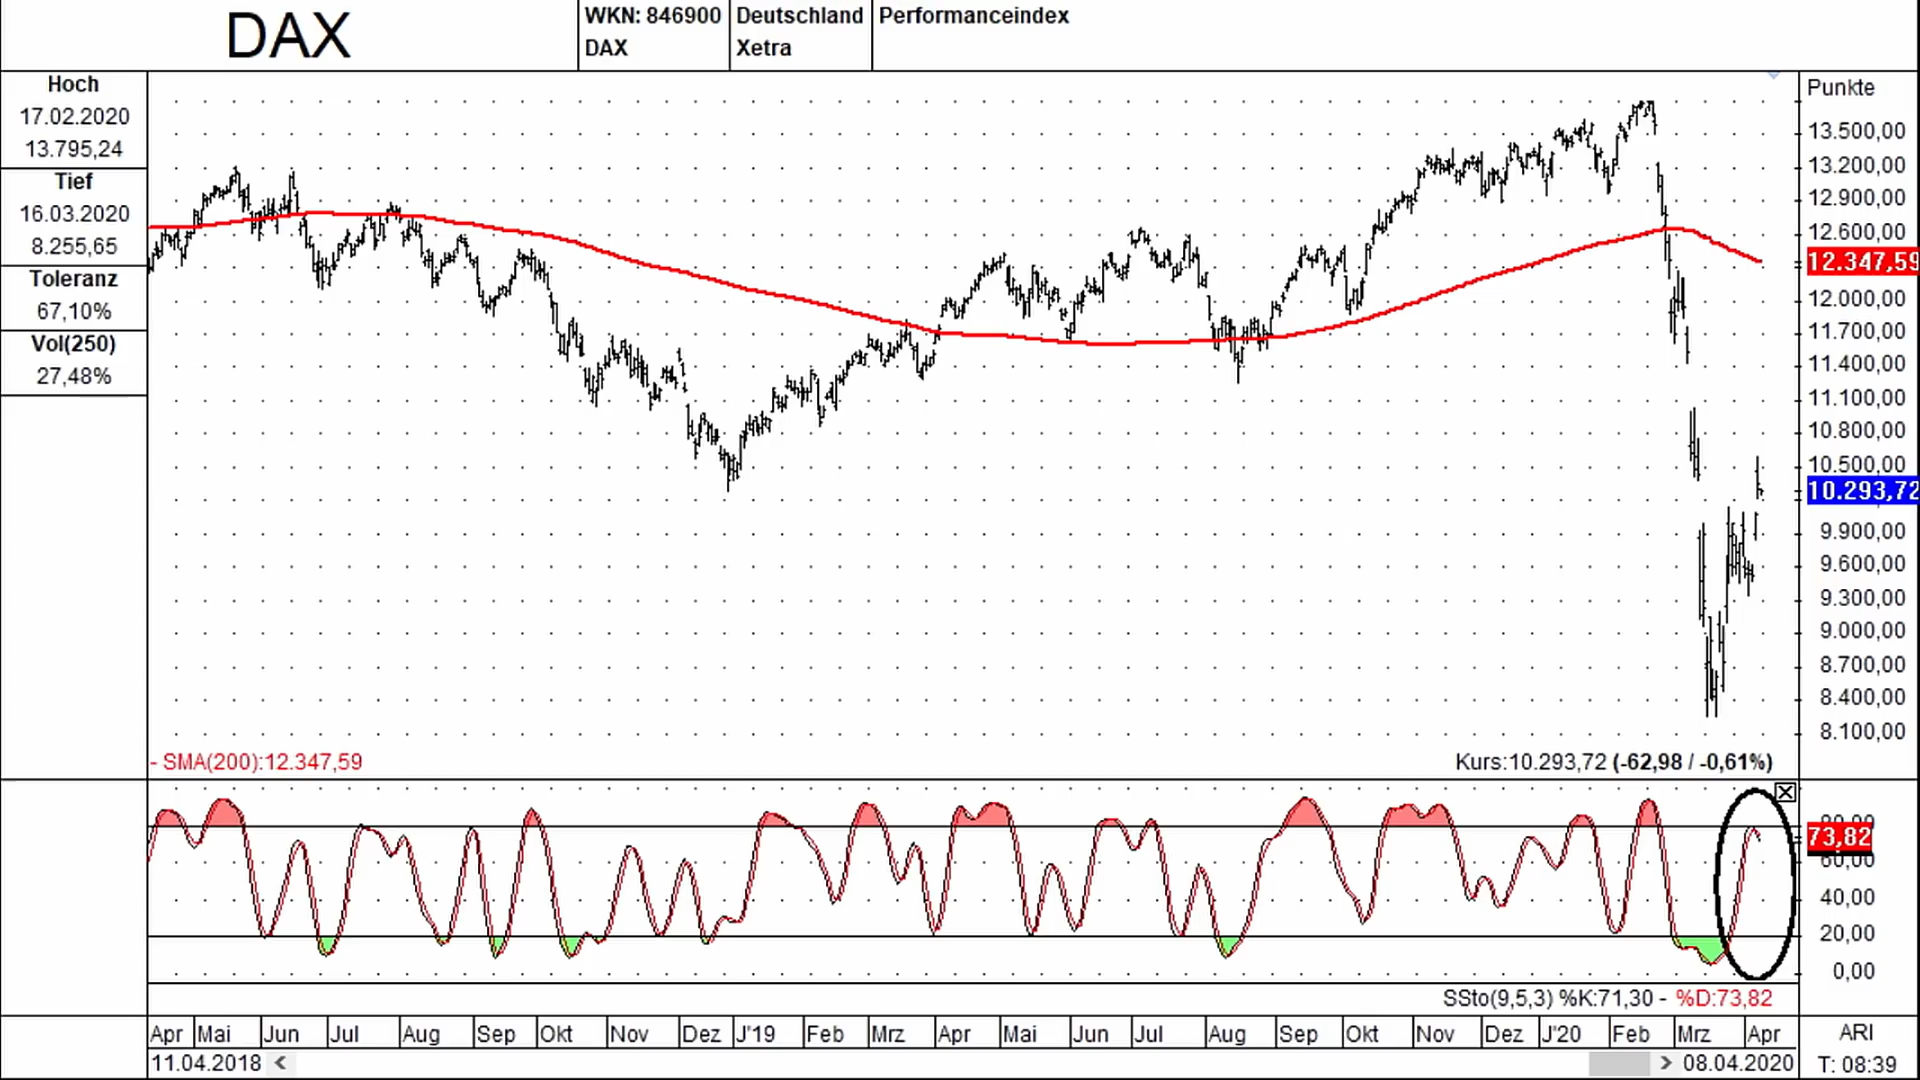 DAX
WKN: 846900
DAX
Deutschland
Xetra
Performanceindex
Hoch
17.02.2020
13.795,24
Tief
16.03.2020
8.255,65
Toleranz
67,10%
Vol(250)
27,48%
Punkte
13.500,00
13.200,00
12.900,00
12.600,00
12.347,59
12.000,00
11.700,00
11.400,00
11.100,00
10.800,00
10.500,00
10.293,72
9.900,00
9.600,00
9.300,00
9.000,00
8.700,00
8.400,00
8.100,00
- SMA(200):12.347,59
Kurs:10.293,72 (-62,98 / -0,61%)
80,00
73,82
60,00
40,00
20,00
0,00
SSto(9,5,3) %K:71,30 - %D:73,82
Apr Mai Jun Jul Aug Sep Okt Nov Dez J'19 Feb Mrz Apr Mai Jun Jul Aug Sep Okt Nov Dez J'20 Feb Mrz Apr
ARI
11.04.2018 <
> 08.04.2020
T: 08:39